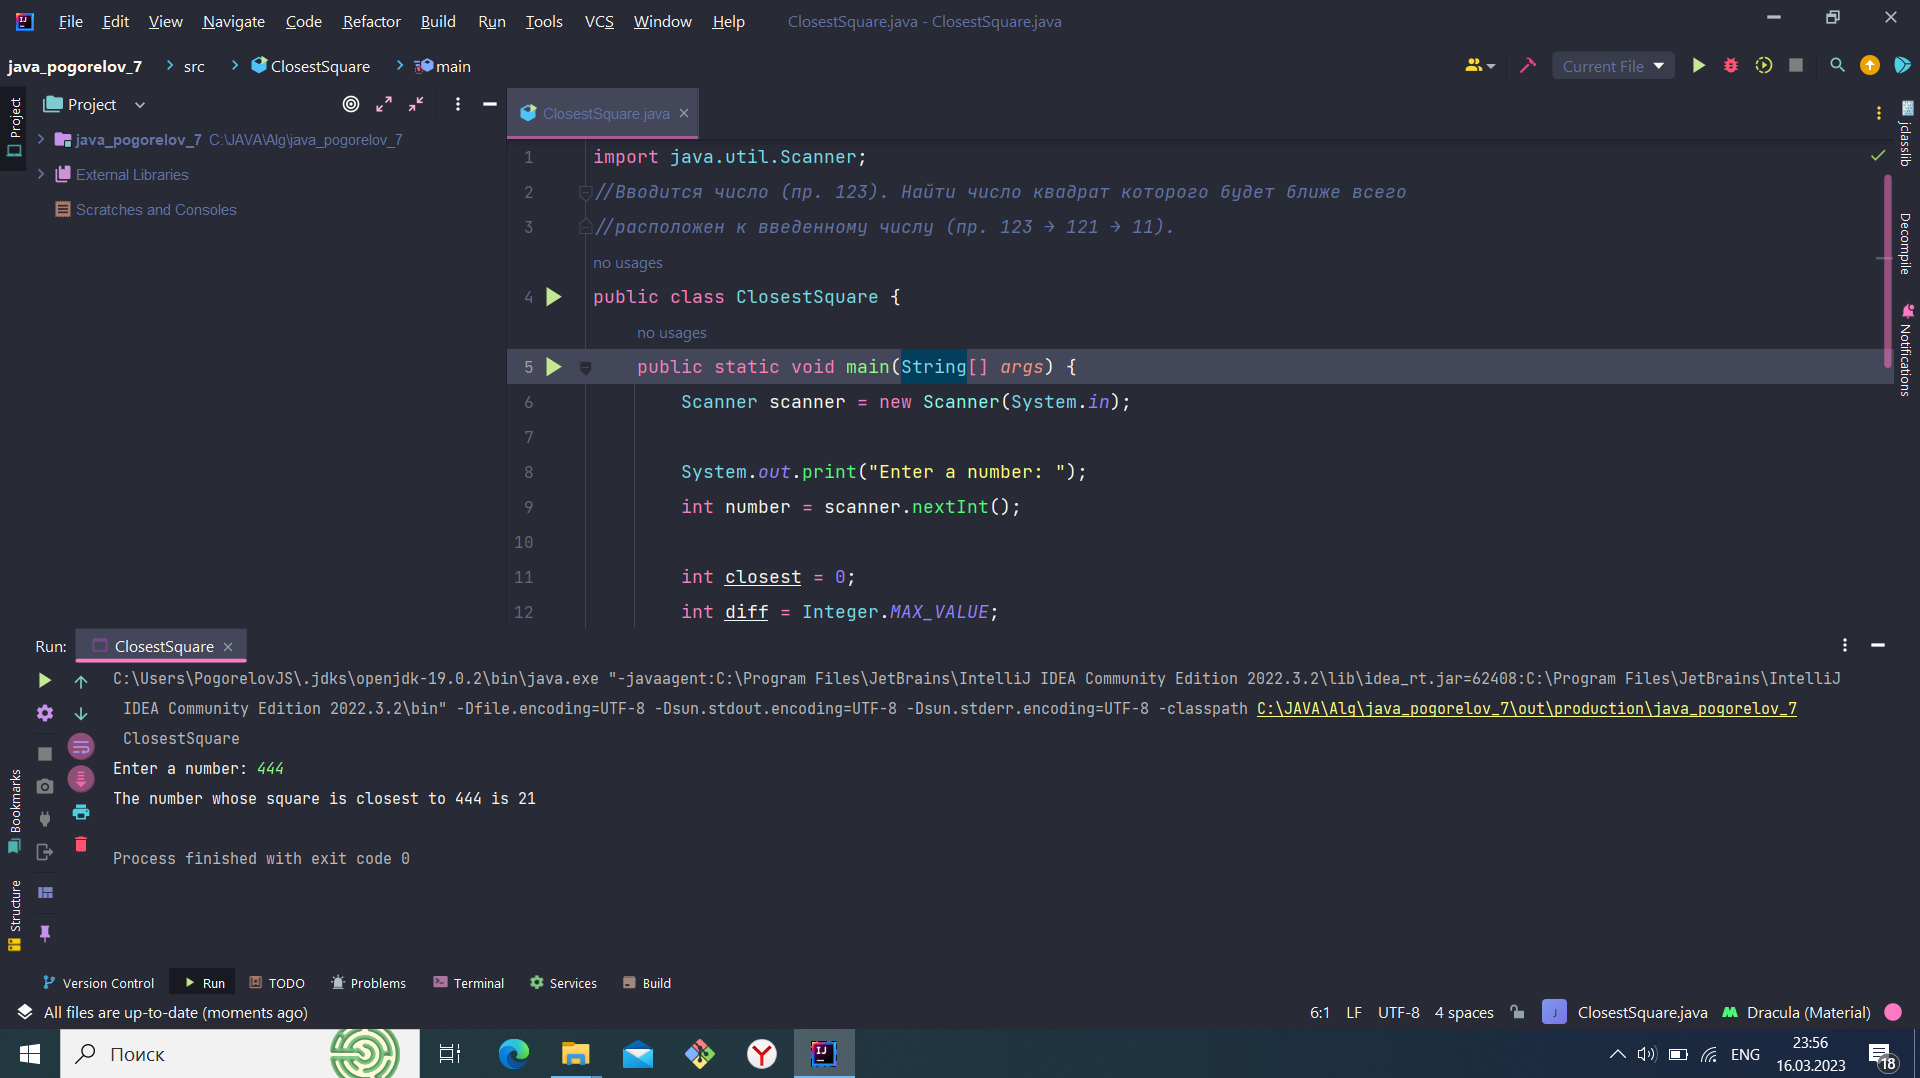 File Edit View Navigate Code Refactor Build Run Tools VCS Window Help ClosestSquare.java - ClosestSquare.java
java_pogorelov_7 src ClosestSquare main Current File
Project
Project
java_pogorelov_7 C:\JAVA\Alg\java_pogorelov_7
External Libraries
Scratches and Consoles
ClosestSquare.java
1 import java.util.Scanner;
2 //Вводится число (пр. 123). Найти число квадрат которого будет ближе всего
3 //расположен к введенному числу (пр. 123 → 121 → 11).
no usages
4 public class ClosestSquare {
no usages
5 public static void main(String[] args) {
6 Scanner scanner = new Scanner(System.in);
7
8 System.out.print("Enter a number: ");
9 int number = scanner.nextInt();
10
11 int closest = 0;
12 int diff = Integer.MAX_VALUE;
jclasslib
Decompile
Notifications
Run: ClosestSquare
C:\Users\PogorelovJS\.jdks\openjdk-19.0.2\bin\java.exe "-javaagent:C:\Program Files\JetBrains\IntelliJ IDEA Community Edition 2022.3.2\lib\idea_rt.jar=62408:C:\Program Files\JetBrains\IntelliJ
IDEA Community Edition 2022.3.2\bin" -Dfile.encoding=UTF-8 -Dsun.stdout.encoding=UTF-8 -Dsun.stderr.encoding=UTF-8 -classpath C:\JAVA\Alg\java_pogorelov_7\out\production\java_pogorelov_7
ClosestSquare
Enter a number: 444
The number whose square is closest to 444 is 21
Process finished with exit code 0
Bookmarks
Structure
Version Control Run TODO Problems Terminal Services Build
All files are up-to-date (moments ago) 6:1 LF UTF-8 4 spaces J ClosestSquare.java Dracula (Material)
Поиск ENG 23:56
16.03.2023 18